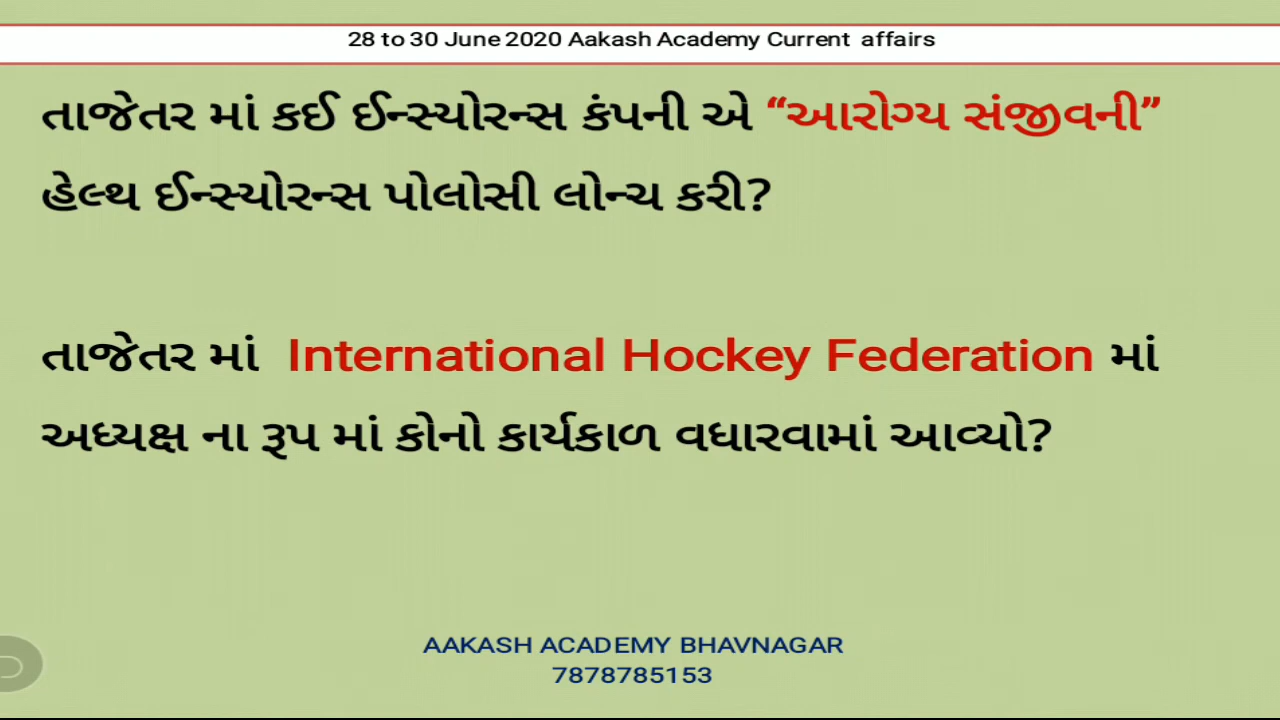 28 to 30 June 2020 Aakash Academy Current affairs
તાજેતર માં કઈ ઈન્સ્યોરન્સ કંપની એ “આરોગ્ય સંજીવની”
હેલ્થ ઈન્સ્યોરન્સ પોલોસી લોન્ચ કરી?
તાજેતર માં International Hockey Federation માં
અધ્યક્ષ ના રૂપ માં કોનો કાર્યકાળ વધારવામાં આવ્યો?
AAKASH ACADEMY BHAVNAGAR
7878785153